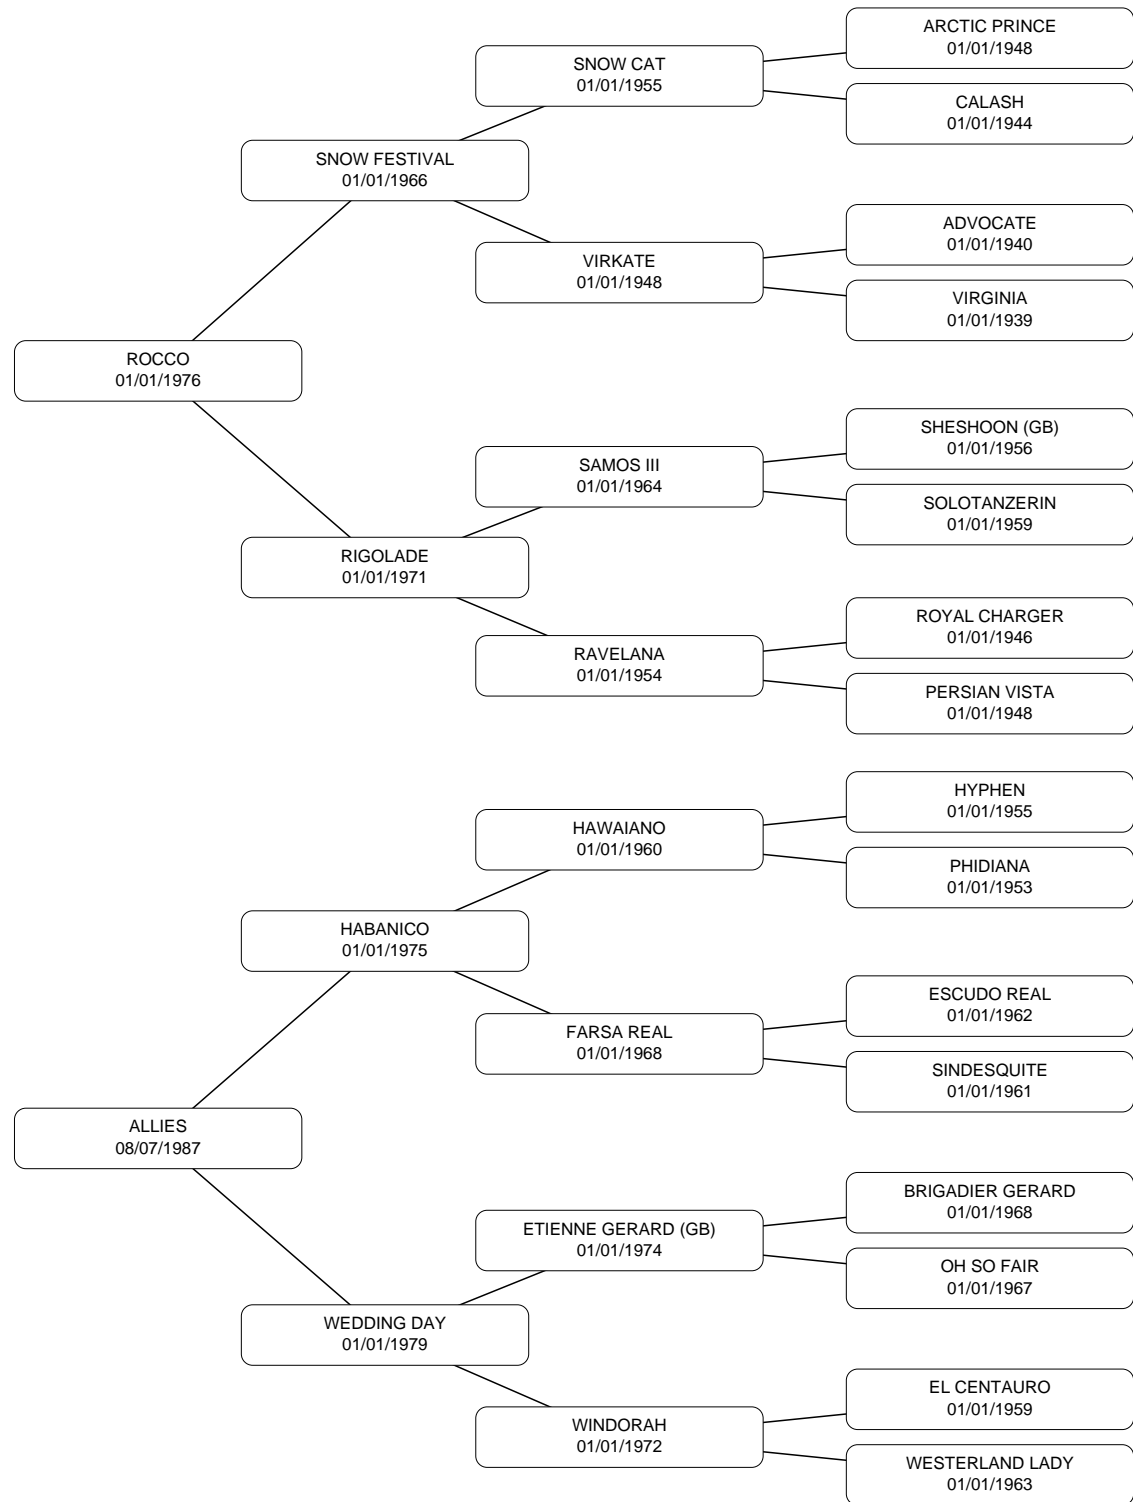 ARCTIC PRINCE
01/01/1948
SNOW CAT
01/01/1955
CALASH
01/01/1944
SNOW FESTIVAL
01/01/1966
ADVOCATE
01/01/1940
VIRKATE
01/01/1948
VIRGINIA
01/01/1939
ROCCO
01/01/1976
SHESHOON (GB)
01/01/1956
SAMOS III
01/01/1964
SOLOTANZERIN
01/01/1959
RIGOLADE
01/01/1971
ROYAL CHARGER
01/01/1946
RAVELANA
01/01/1954
PERSIAN VISTA
01/01/1948
HYPHEN
01/01/1955
HAWAIANO
01/01/1960
PHIDIANA
01/01/1953
HABANICO
01/01/1975
ESCUDO REAL
01/01/1962
FARSA REAL
01/01/1968
SINDESQUITE
01/01/1961
ALLIES
08/07/1987
BRIGADIER GERARD
01/01/1968
ETIENNE GERARD (GB)
01/01/1974
OH SO FAIR
01/01/1967
WEDDING DAY
01/01/1979
EL CENTAURO
01/01/1959
WINDORAH
01/01/1972
WESTERLAND LADY
01/01/1963